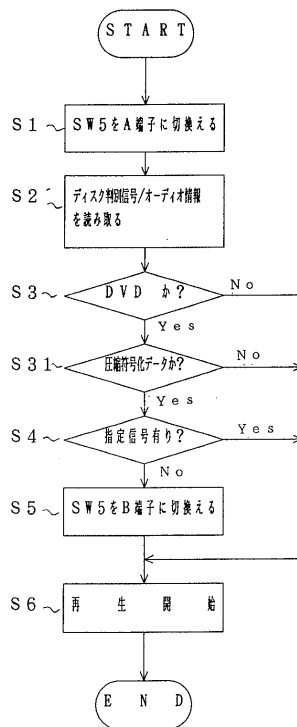 START
S1 SW5をA端子に切換える
S2 ディスク判別信号/オーディオ情報
を読み取る
S3 DVDか? No
Yes
S31 圧縮符号化データか? No
Yes
S4 指定信号有り? Yes
No
S5 SW5をB端子に切換える
S6 再生開始
END